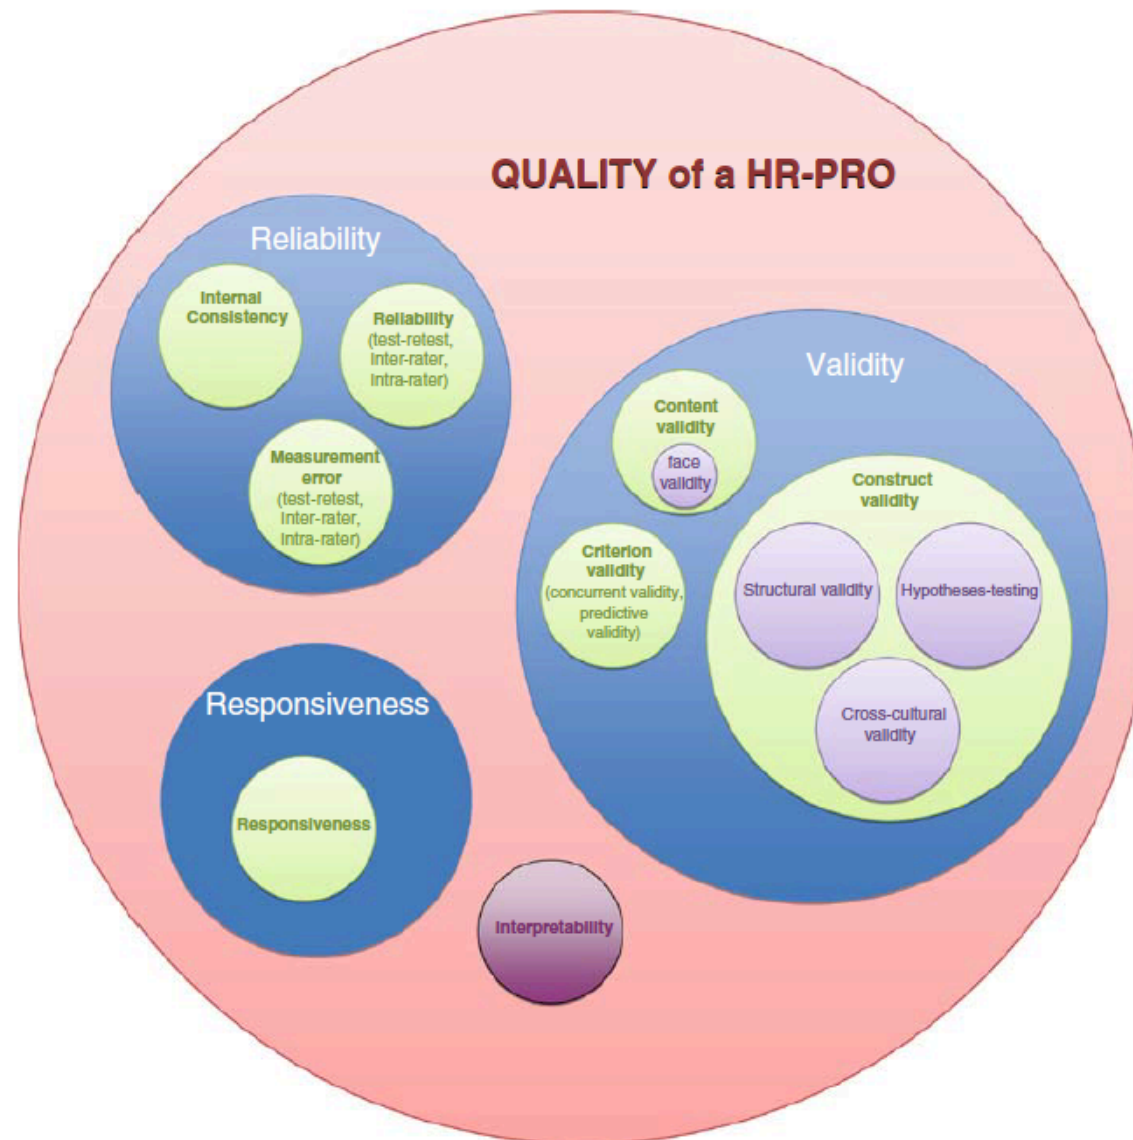 QUALITY of a HR-PRO
Reliability
Internal
Consistency
Reliability
(test-retest,
Inter-rater,
Intra-rater)
Measurement
error
(test-retest,
Inter-rater,
Intra-rater)
Validity
Content
validity
face
validity
Criterion
validity
(concurrent validity,
predictive
validity)
Construct
validity
Structural validity
Hypotheses-testing
Cross-cultural
validity
Responsiveness
Responsiveness
Interpretability